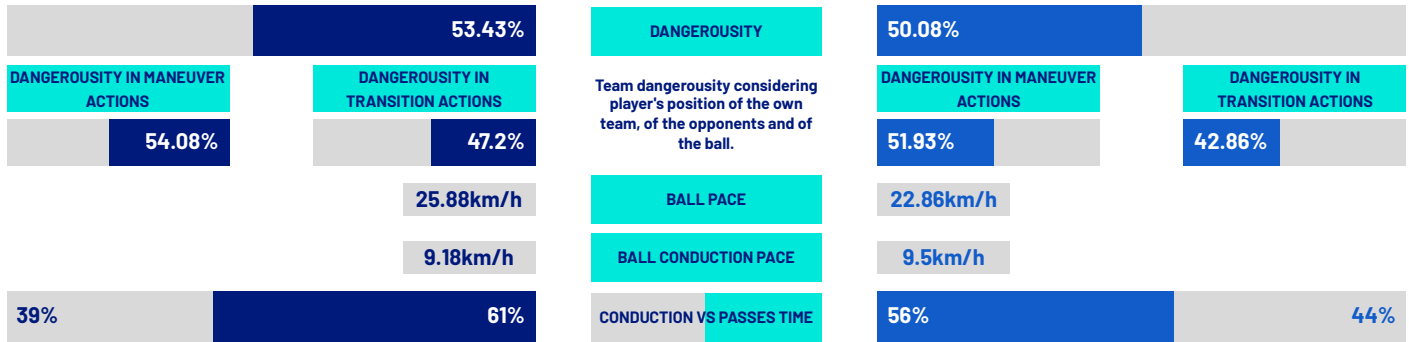 53.43%
DANGEROUSITY
50.08%
DANGEROUSITY IN MANEUVER
ACTIONS
DANGEROUSITY IN
TRANSITION ACTIONS
Team dangerousity considering
player's position of the own
team, of the opponents and of
the ball.
DANGEROUSITY IN MANEUVER
ACTIONS
DANGEROUSITY IN
TRANSITION ACTIONS
54.08%
47.2%
51.93%
42.86%
25.88km/h
BALL PACE
22.86km/h
9.18km/h
BALL CONDUCTION PACE
9.5km/h
39%
61%
CONDUCTION VS PASSES TIME
56%
44%